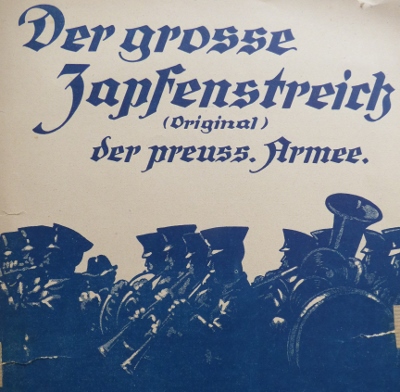 Der grosse
Zapfenstreich
(Original)
der preuss. Armee.